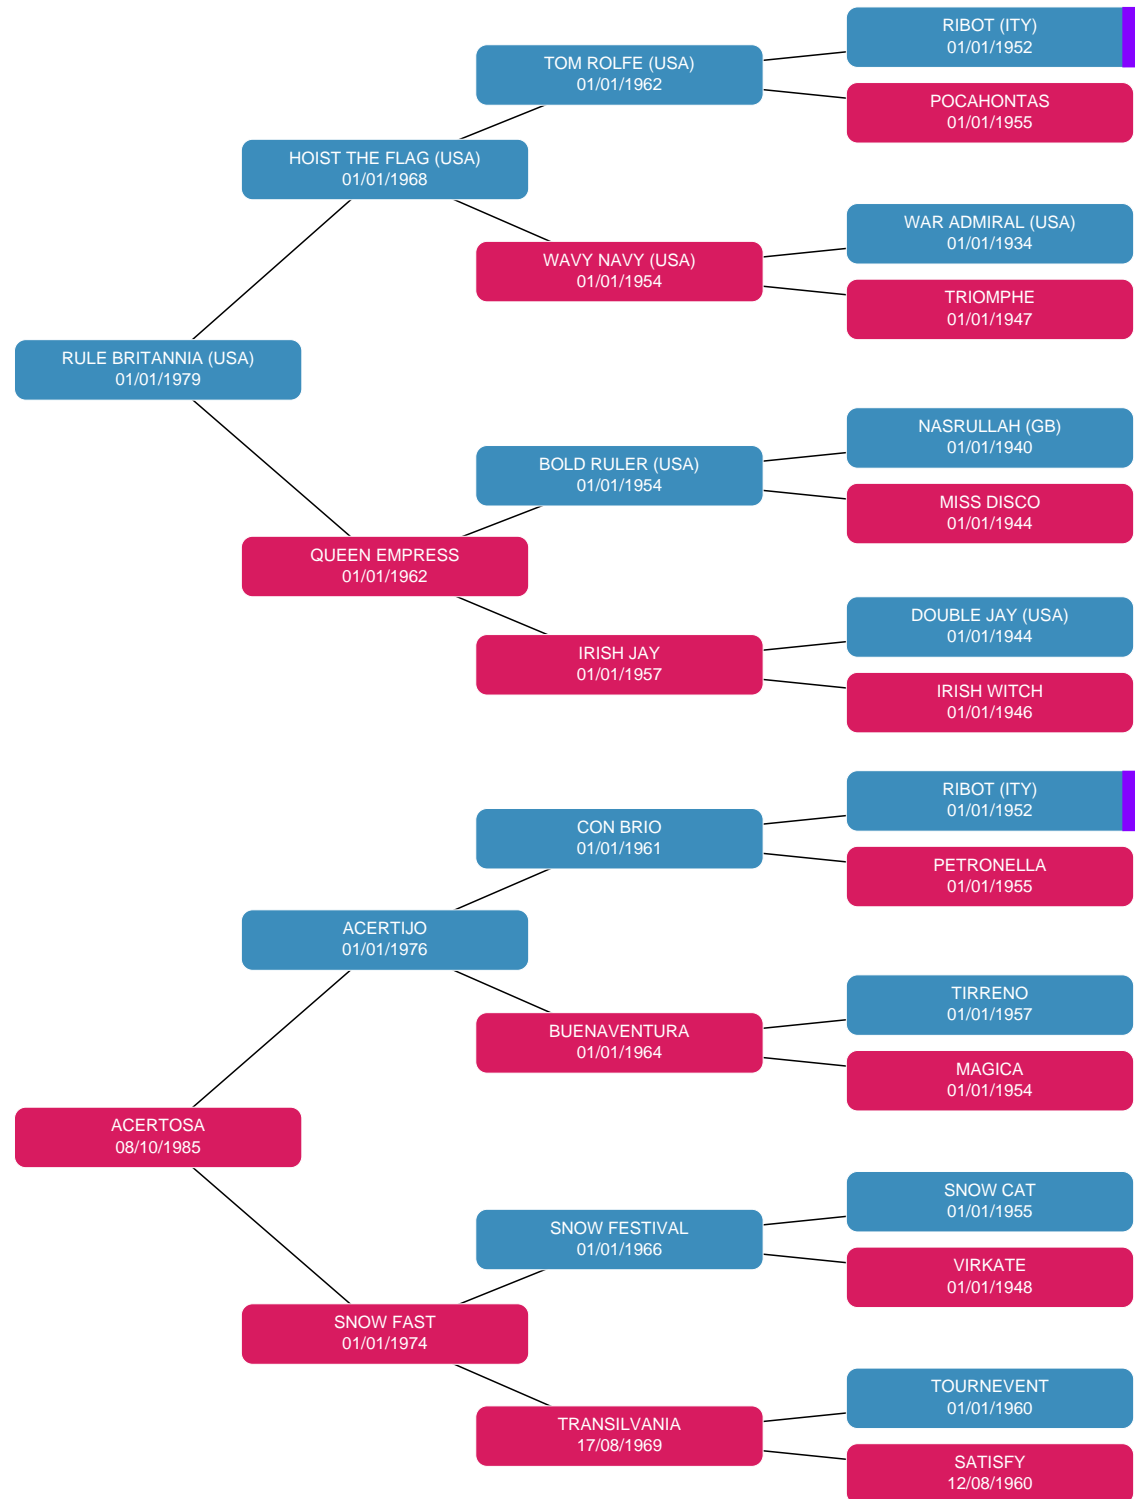 RIBOT (ITY)
01/01/1952
TOM ROLFE (USA)
01/01/1962
POCAHONTAS
01/01/1955
HOIST THE FLAG (USA)
01/01/1968
WAR ADMIRAL (USA)
01/01/1934
WAVY NAVY (USA)
01/01/1954
TRIOMPHE
01/01/1947
RULE BRITANNIA (USA)
01/01/1979
NASRULLAH (GB)
01/01/1940
BOLD RULER (USA)
01/01/1954
MISS DISCO
01/01/1944
QUEEN EMPRESS
01/01/1962
DOUBLE JAY (USA)
01/01/1944
IRISH JAY
01/01/1957
IRISH WITCH
01/01/1946
RIBOT (ITY)
01/01/1952
CON BRIO
01/01/1961
PETRONELLA
01/01/1955
ACERTIJO
01/01/1976
TIRRENO
01/01/1957
BUENAVENTURA
01/01/1964
MAGICA
01/01/1954
ACERTOSA
08/10/1985
SNOW CAT
01/01/1955
SNOW FESTIVAL
01/01/1966
VIRKATE
01/01/1948
SNOW FAST
01/01/1974
TOURNEVENT
01/01/1960
TRANSILVANIA
17/08/1969
SATISFY
12/08/1960